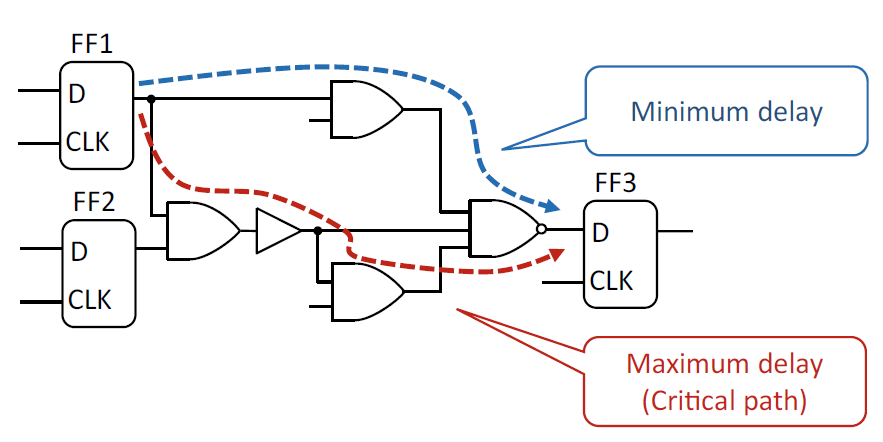 FF1
D
CLK
Minimum delay
FF2
D
CLK
FF3
D
CLK
Maximum delay
(Critical path)